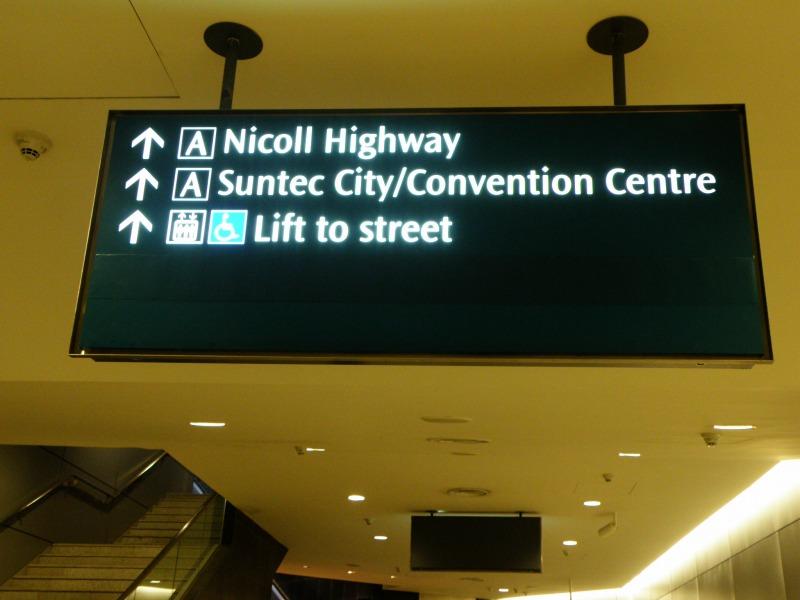 A Nicoll Highway
A Suntec City/Convention Centre
Lift to street